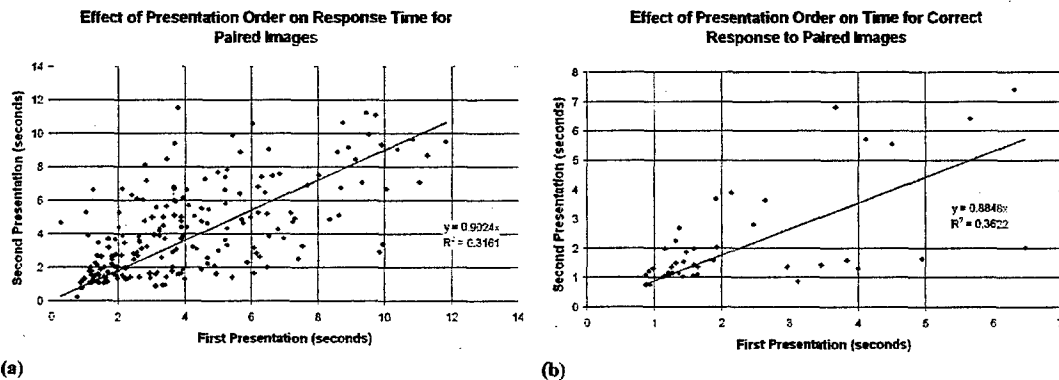 Effect of Presentation Order on Response Time for
Paired Images
14
12
10
8
6
4
2
0
Second Presentation (seconds)
y = 0.9024x
R² = 0.3161
0 2 4 6 8 10 12 14
First Presentation (seconds)
(a)
Effect of Presentation Order on Time for Correct
Response to Paired Images
8
7
6
5
4
3
2
1
0
Second Presentation (seconds)
y = 0.8846x
R² = 0.3622
0 1 2 3 4 5 6
First Presentation (seconds)
(b)